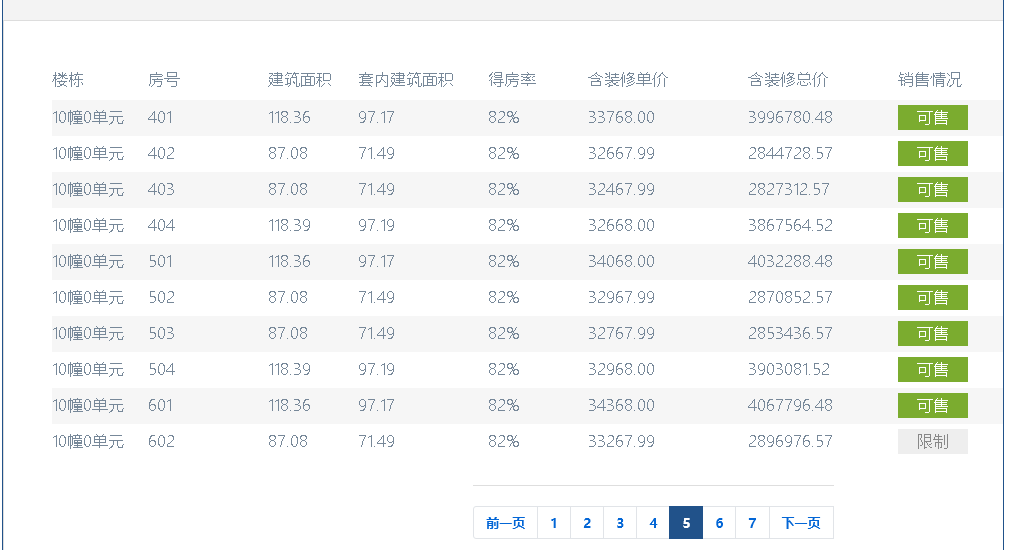 楼栋 房号 建筑面积 套内建筑面积 得房率 含装修单价 含装修总价 销售情况
10幢0单元 401 118.36 97.17 82% 33768.00 3996780.48 可售
10幢0单元 402 87.08 71.49 82% 32667.99 2844728.57 可售
10幢0单元 403 87.08 71.49 82% 32467.99 2827312.57 可售
10幢0单元 404 118.39 97.19 82% 32668.00 3867564.52 可售
10幢0单元 501 118.36 97.17 82% 34068.00 4032288.48 可售
10幢0单元 502 87.08 71.49 82% 32967.99 2870852.57 可售
10幢0单元 503 87.08 71.49 82% 32767.99 2853436.57 可售
10幢0单元 504 118.39 97.19 82% 32968.00 3903081.52 可售
10幢0单元 601 118.36 97.17 82% 34368.00 4067796.48 可售
10幢0单元 602 87.08 71.49 82% 33267.99 2896976.57 限制
前一页 1 2 3 4 5 6 7 下一页